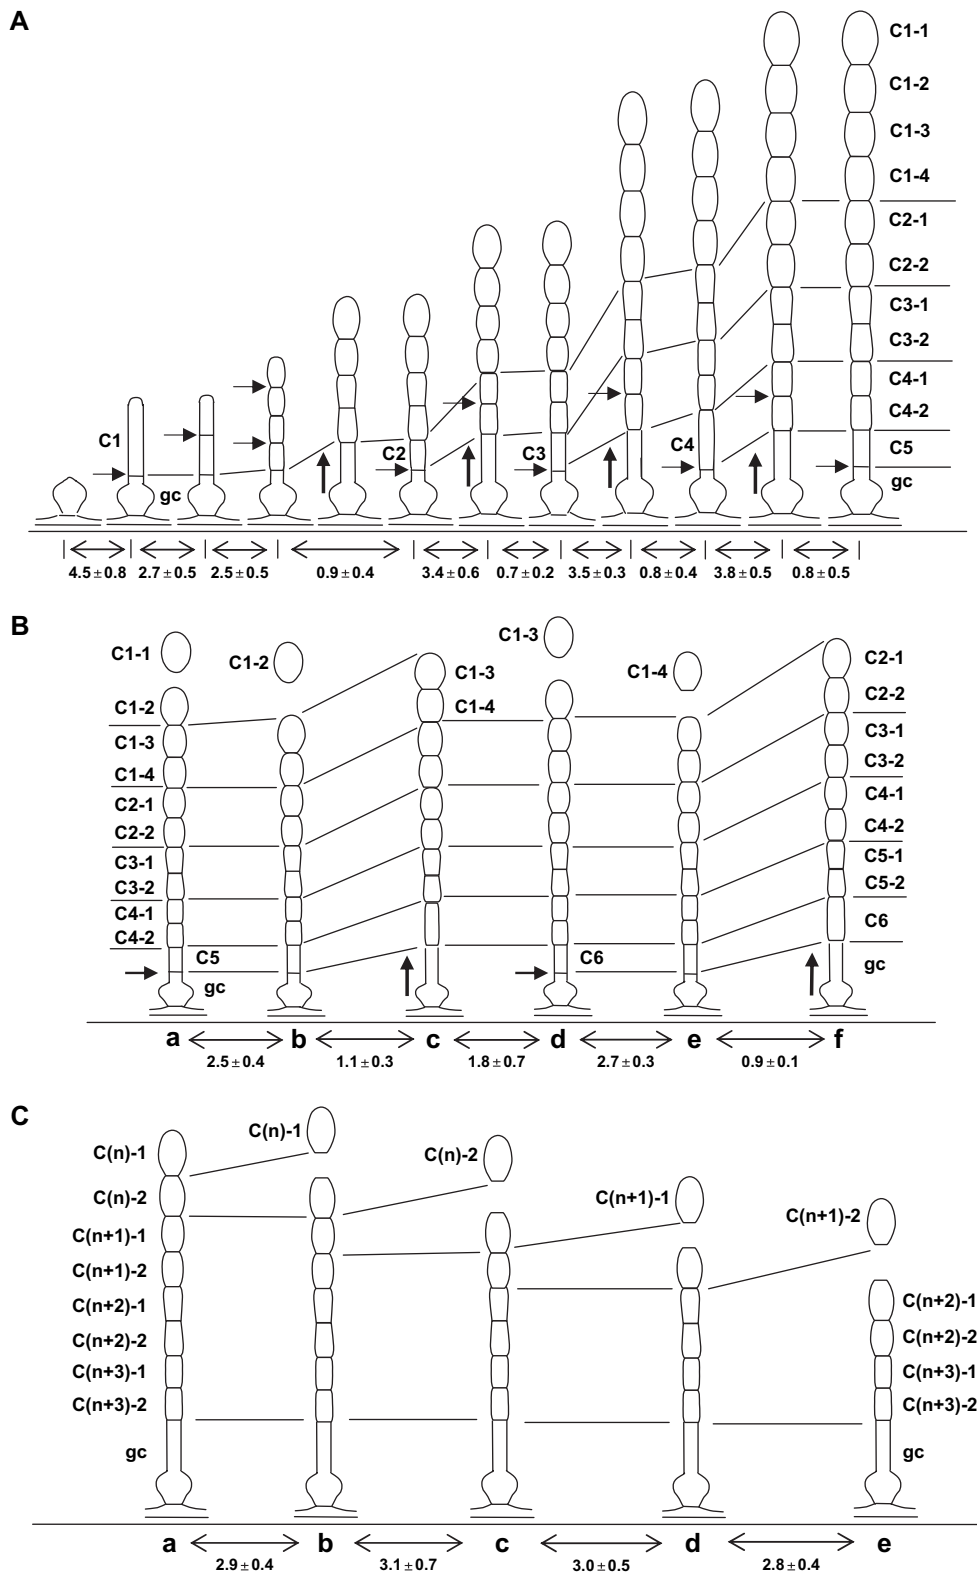 A
C1-1
C1-2
C1-3
C1-4
C2-1
C2-2
C3-1
C3-2
C4-1
C4-2
C5
gc
C1
gc
C2
C3
C4
4.5 ± 0.8 2.7 ± 0.5 2.5 ± 0.5 0.9 ± 0.4 3.4 ± 0.6 0.7 ± 0.2 3.5 ± 0.3 0.8 ± 0.4 3.8 ± 0.5 0.8 ± 0.5
B
C1-1
C1-2
C1-3
C1-4
C2-1
C2-2
C3-1
C3-2
C4-1
C4-2
C5
gc
C1-2
C1-3
C1-4
C1-3
C6
C1-4
C2-1
C2-2
C3-1
C3-2
C4-1
C4-2
C5-1
C5-2
C6
gc
a b c d e f
2.5 ± 0.4 1.1 ± 0.3 1.8 ± 0.7 2.7 ± 0.3 0.9 ± 0.1
C
C(n)-1
C(n)-2
C(n+1)-1
C(n+1)-2
C(n+2)-1
C(n+2)-2
C(n+3)-1
C(n+3)-2
gc
C(n)-1
C(n)-2
C(n+1)-1
C(n+1)-2
C(n+2)-1
C(n+2)-2
C(n+3)-1
C(n+3)-2
gc
a b c d e
2.9 ± 0.4 3.1 ± 0.7 3.0 ± 0.5 2.8 ± 0.4